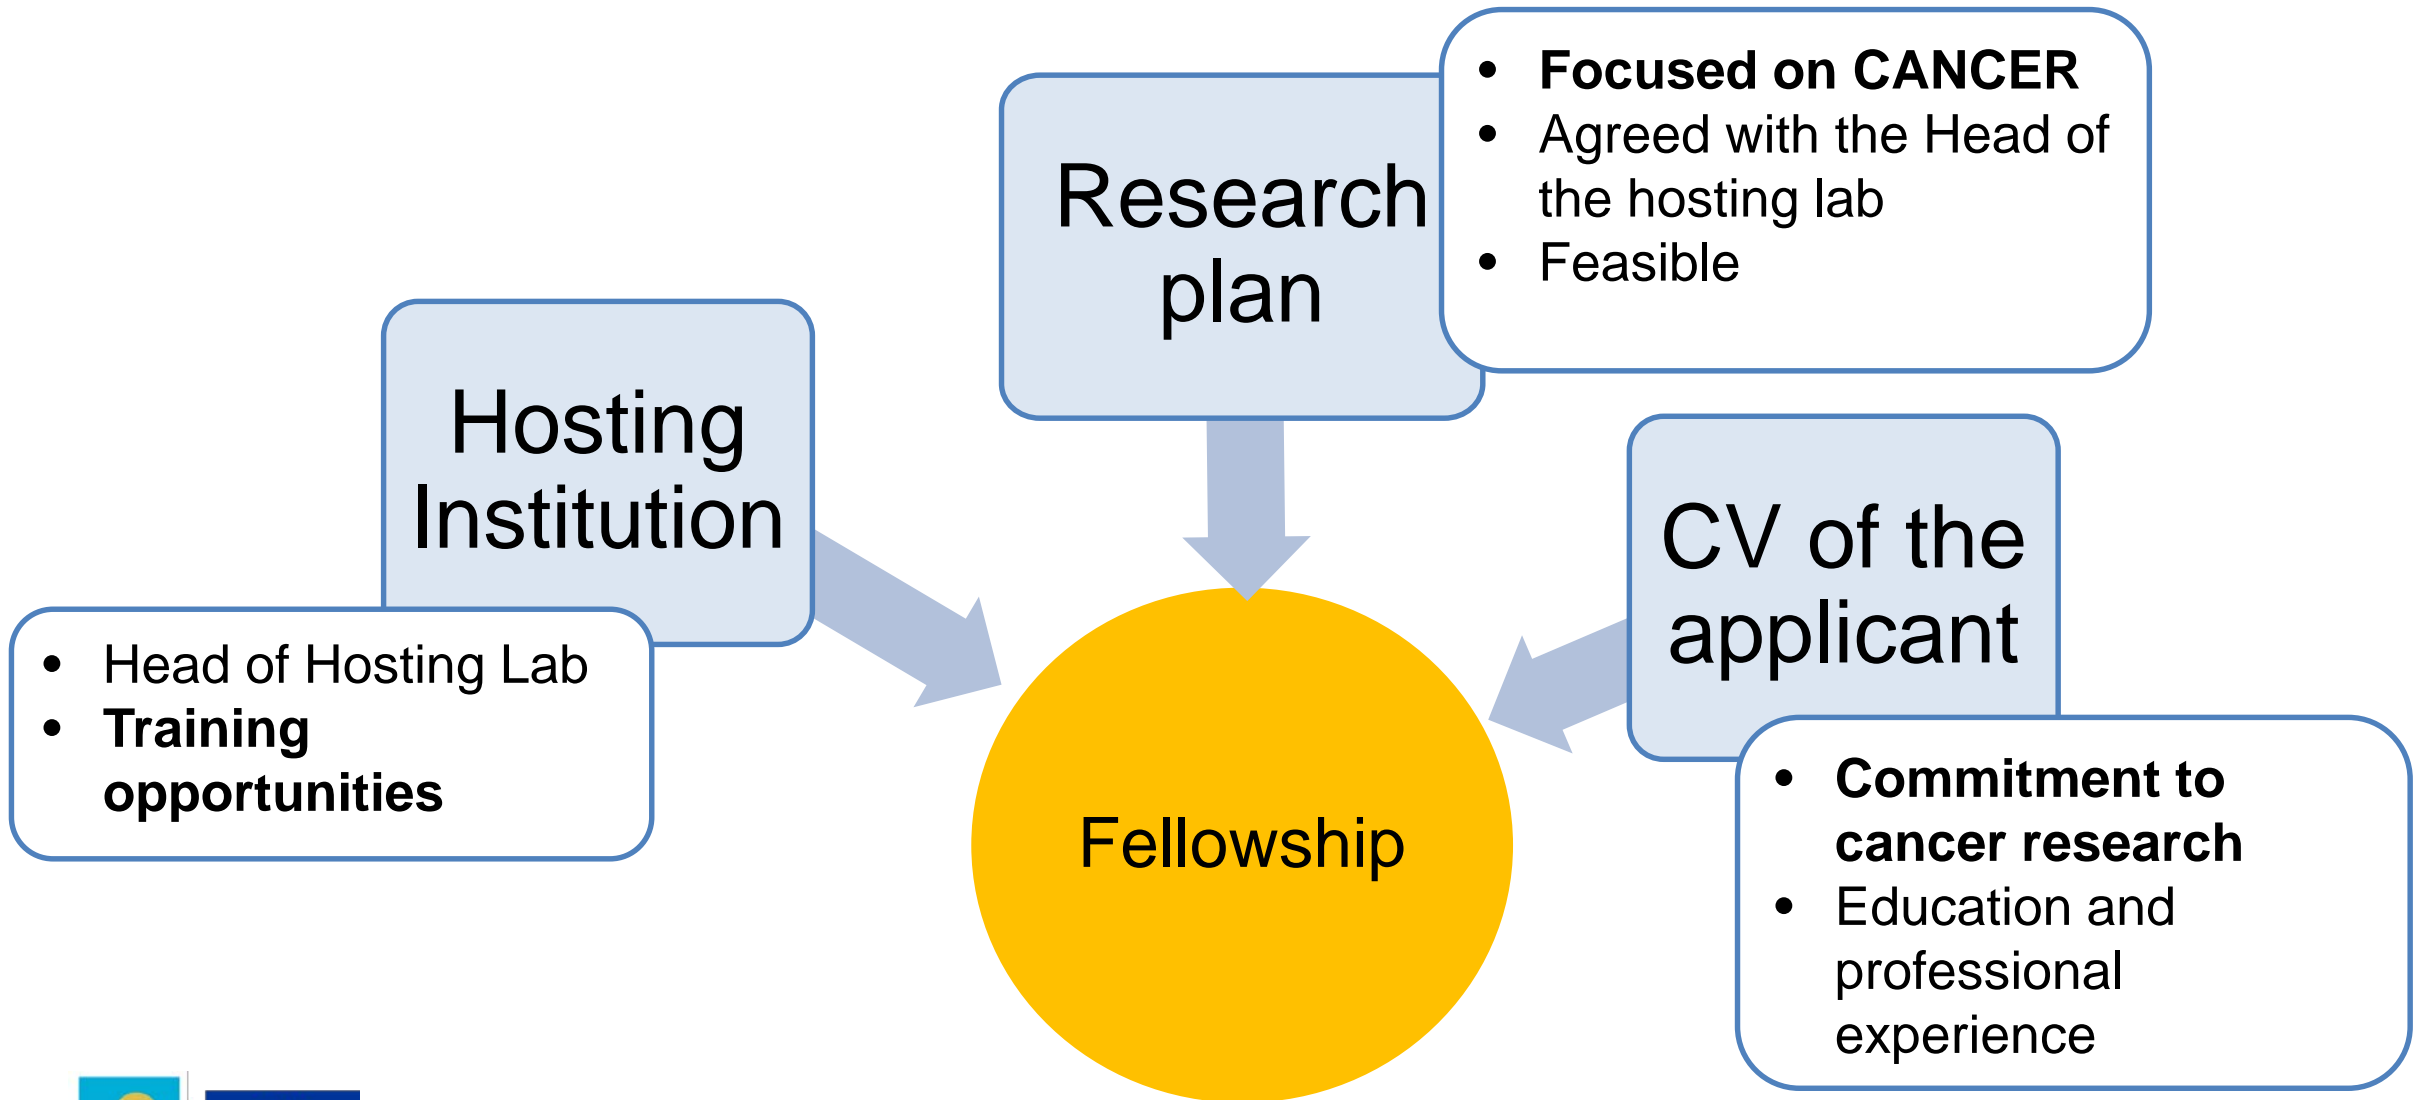 Research
plan
• Focused on CANCER
• Agreed with the Head of
the hosting lab
• Feasible
Hosting
Institution
• Head of Hosting Lab
• Training
opportunities
CV of the
applicant
• Commitment to
cancer research
• Education and
professional
experience
Fellowship